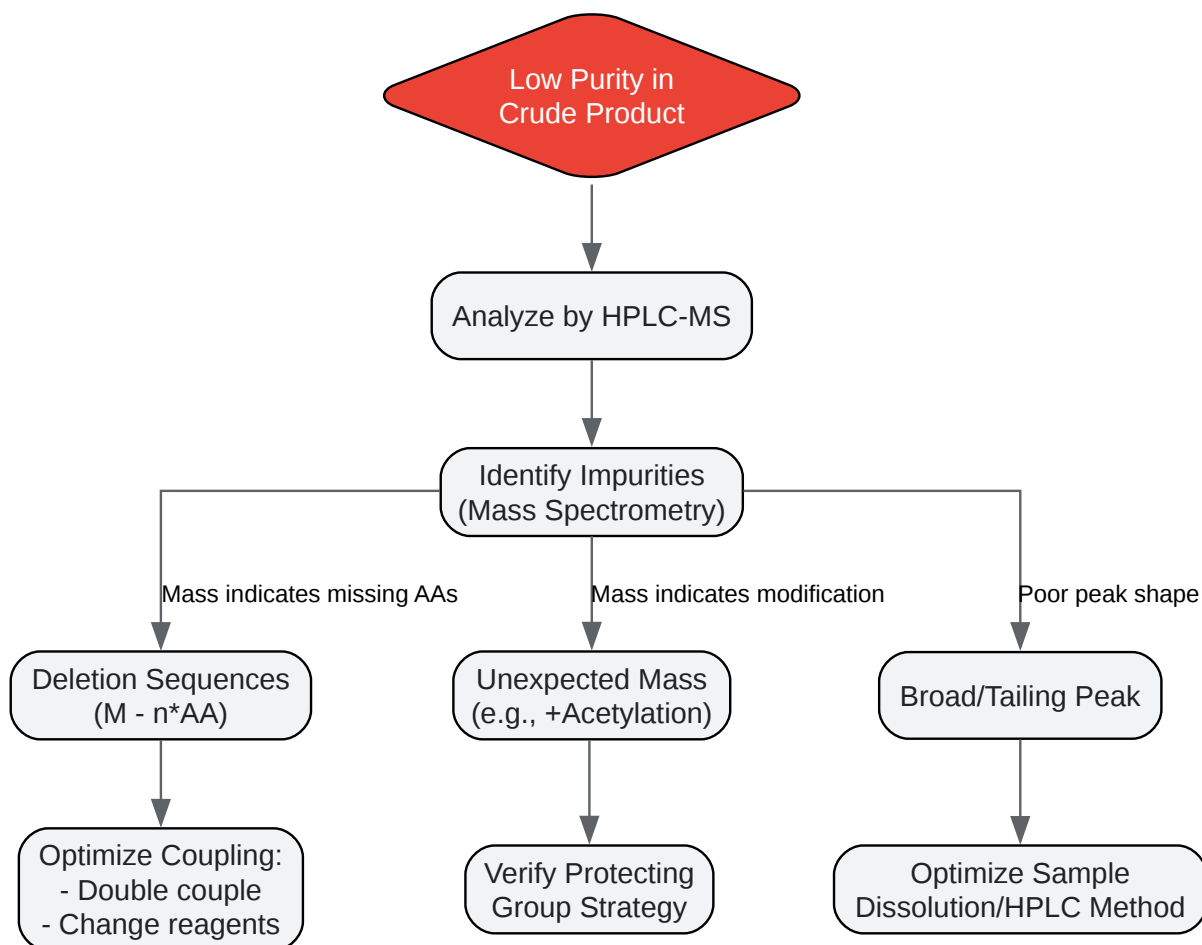 Low Purity in
Crude Product
Analyze by HPLC-MS
Identify Impurities
(Mass Spectrometry)
Mass indicates missing AAs
Mass indicates modification
Poor peak shape
Deletion Sequences
(M - n*AA)
Unexpected Mass
(e.g., +Acetylation)
Broad/Tailing Peak
Optimize Coupling:
- Double couple
- Change reagents
Verify Protecting
Group Strategy
Optimize Sample
Dissolution/HPLC Method